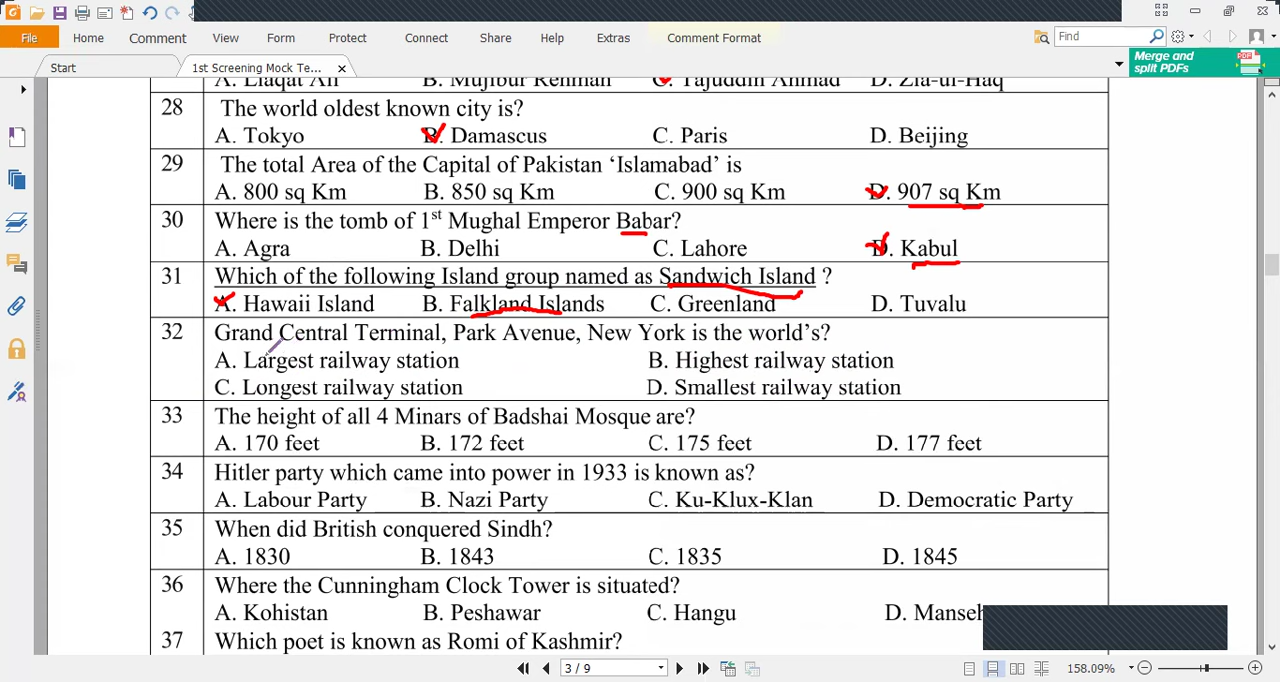 File Home Comment View Form Protect Connect Share Help Extras Comment Format Find
Start 1st Screening Mock Te... Merge and split PDFs
A. Liaqat Ali B. Mujibur Rehman C. Tajuddin Ahmad D. Zia-ul-Haq
28 The world oldest known city is?
A. Tokyo B. Damascus C. Paris D. Beijing
29 The total Area of the Capital of Pakistan ‘Islamabad’ is
A. 800 sq Km B. 850 sq Km C. 900 sq Km D. 907 sq Km
30 Where is the tomb of 1st Mughal Emperor Babar?
A. Agra B. Delhi C. Lahore D. Kabul
31 Which of the following Island group named as Sandwich Island ?
A. Hawaii Island B. Falkland Islands C. Greenland D. Tuvalu
32 Grand Central Terminal, Park Avenue, New York is the world’s?
A. Largest railway station B. Highest railway station
C. Longest railway station D. Smallest railway station
33 The height of all 4 Minars of Badshai Mosque are?
A. 170 feet B. 172 feet C. 175 feet D. 177 feet
34 Hitler party which came into power in 1933 is known as?
A. Labour Party B. Nazi Party C. Ku-Klux-Klan D. Democratic Party
35 When did British conquered Sindh?
A. 1830 B. 1843 C. 1835 D. 1845
36 Where the Cunningham Clock Tower is situated?
A. Kohistan B. Peshawar C. Hangu D.
37 Which poet is known as Romi of Kashmir?
3 / 9 158.09%